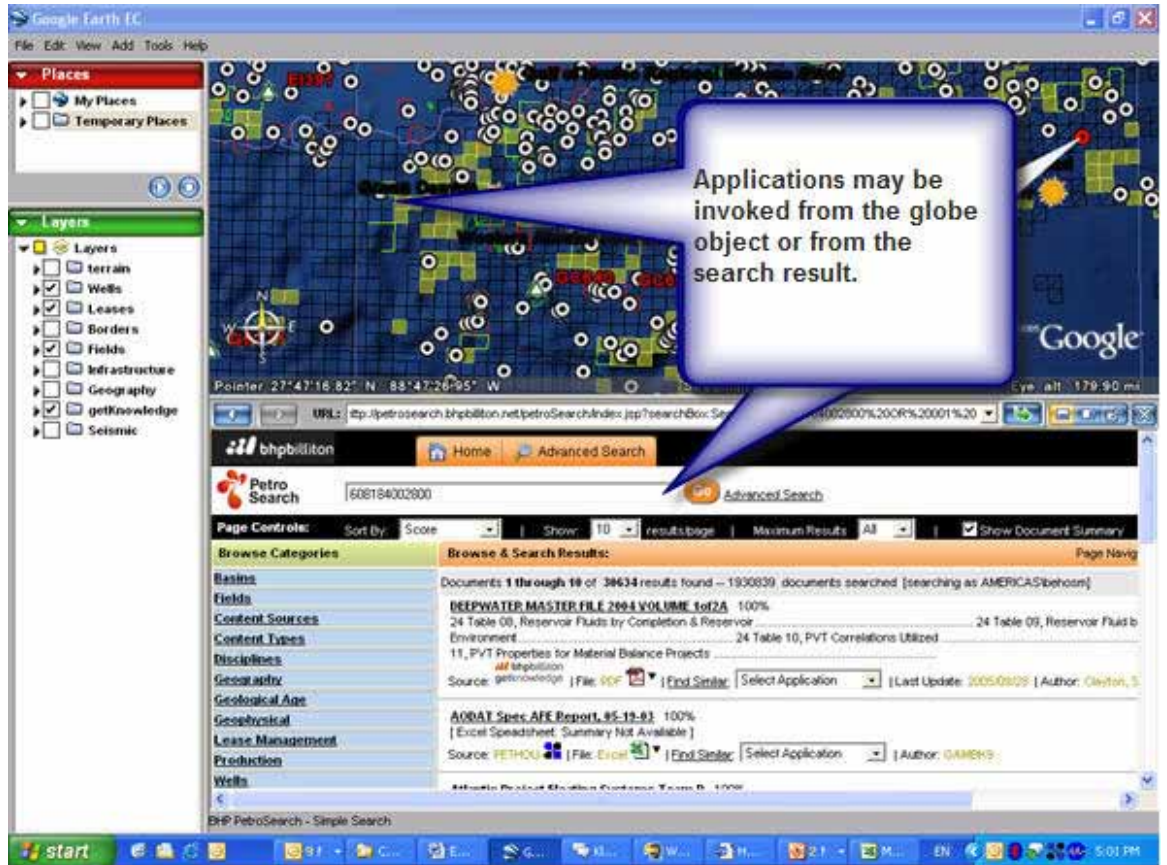 Google Earth EC
File Edit View Add Tools Help
Places
My Places
Temporary Places
Layers
Layers
terrain
Wells
Leases
Borders
Fields
Infrastructure
Geography
getKnowledge
Seismic
Applications may be
invoked from the globe
object or from the
search result.
N
W E
S
Google
Pointer 27°47'16.82" N 88°47'26.95" W
Eye alt 179.90 mi
URL:
bhpbilliton
Home Advanced Search
Petro
Search
608184002800
Go Advanced Search
Page Controls: Sort By: Score | Show: 10 results/page | Maximum Results All | Show Document Summary
Browse Categories
Browse & Search Results:
Page Navig
Basins
Fields
Content Sources
Content Types
Disciplines
Geography
Geological Age
Geophysical
Lease Management
Production
Wells
Documents 1 through 10 of 30634 results found -- 1930839 documents searched [searching as AMERICAS\behosm]
DEEPWATER MASTER FILE 2004 VOLUME 1of2A 100%
24 Table 08, Reservoir Fluids by Completion & Reservoir 24 Table 09, Reservoir Fluid b
Environment 24 Table 10, PVT Correlations Utilized
11, PVT Properties for Material Balance Projects
bhpbilliton
Source: getknowledge | File: PDF | Find Similar: Select Application | Last Update: 2005/09/28 | Author: Clayton, S
AODAT Spec AFE Report, 05-19-03 100%
[ Excel Spreadsheet. Summary Not Available ]
Source: PETHOU | File: Excel | Find Similar: Select Application | Author: GAMBKS
BHP PetroSearch - Simple Search
start
EN
5:01 PM